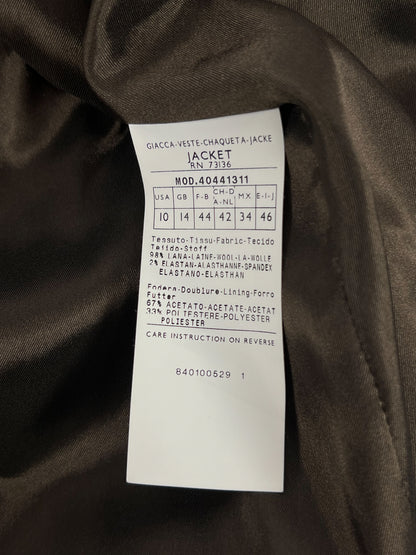 GIACCA-VESTE-CHAQUETA-JACKE
JACKET
RN 73136
MOD.40441311
USA GB F-B CH-D A-NL MX E-I-J
10 14 44 42 34 46
Tessuto-Tissu-Fabric-Tecido
Tejido-Stoff
98% LANA-LAINE-WOOL-LA-WOLLE
2% ELASTAN-ALASTHANNE-SPANDEX
ELASTANO-ELASTHAN
Fodera-Doublure-Lining-Forro
Futter
67% ACETATO-ACETATE-ACETAT
33% POLIESTERE-POLYESTER
POLIESTER
CARE INSTRUCTION ON REVERSE
840100529 1